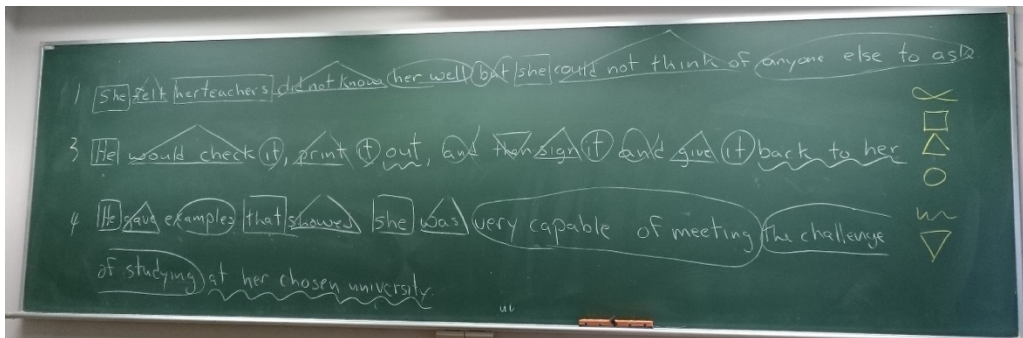 1 She felt her teachers did not know her well but she could not think of anyone else to ask
3 He would check it, print it out, and then sign it and give it back to her
4 He gave examples that showed she was very capable of meeting the challenge
of studying at her chosen university.